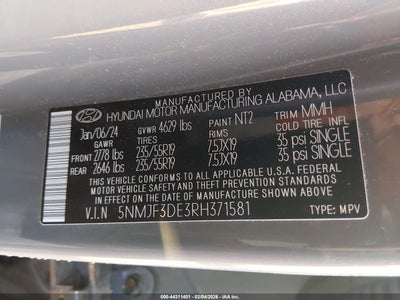 MANUFACTURED BY
HYUNDAI MOTOR MANUFACTURING ALABAMA, LLC
Jan/06/24 GVWR 4629 lbs PAINT NT2 TRIM MMH
GAWR TIRES RIMS COLD TIRE INFL
FRONT 2778 lbs 235/55R19 7.5JX19 35 psi SINGLE
REAR 2646 lbs 235/55R19 7.5JX19 35 psi SINGLE
THIS VEHICLE CONFORMS TO ALL APPLICABLE U.S.A. FEDERAL
MOTOR VEHICLE SAFETY, BUMPER, AND THEFT PREVENTION
STANDARDS IN EFFECT ON THE DATE OF MANUFACTURE SHOWN ABOVE.
V.I.N 5NMJF3DE3RH371581 TYPE: MPV
000-44311401 - 02/04/2026 - IAAI.COM